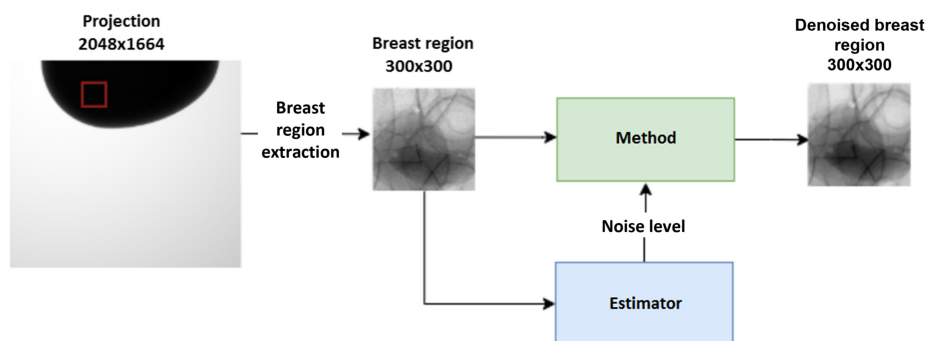 Projection
2048x1664
Breast
region
extraction
Breast region
300x300
Method
Noise level
Estimator
Denoised breast
region
300x300